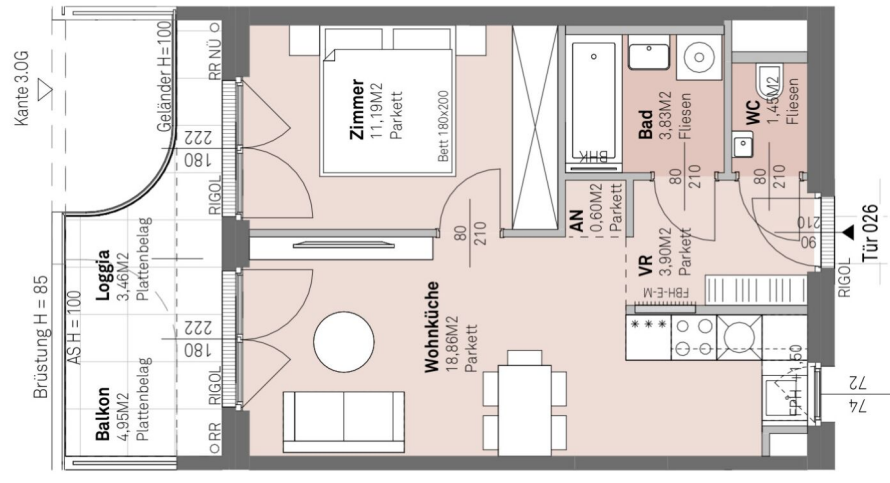 Kante 3.OG
Brüstung H = 85
Geländer H=100
AS H = 100
RR NÜ
RIGOL
222
180
Loggia
3,46M2
Plattenbelag
Balkon
4,95M2
Plattenbelag
222
180
RIGOL
RR
Zimmer
11,19M2
Parkett
Bett 180x200
80
210
Wohnküche
18,86M2
Parkett
BHK
Bad
3,83M2
Fliesen
80
210
WC
1,45M2
Fliesen
80
210
AN
0,60M2
Parkett
VR
3,90M2
Parkett
FBH-E-M
***
FPH +1,50
90
210
Tür 026
RIGOL
72
74